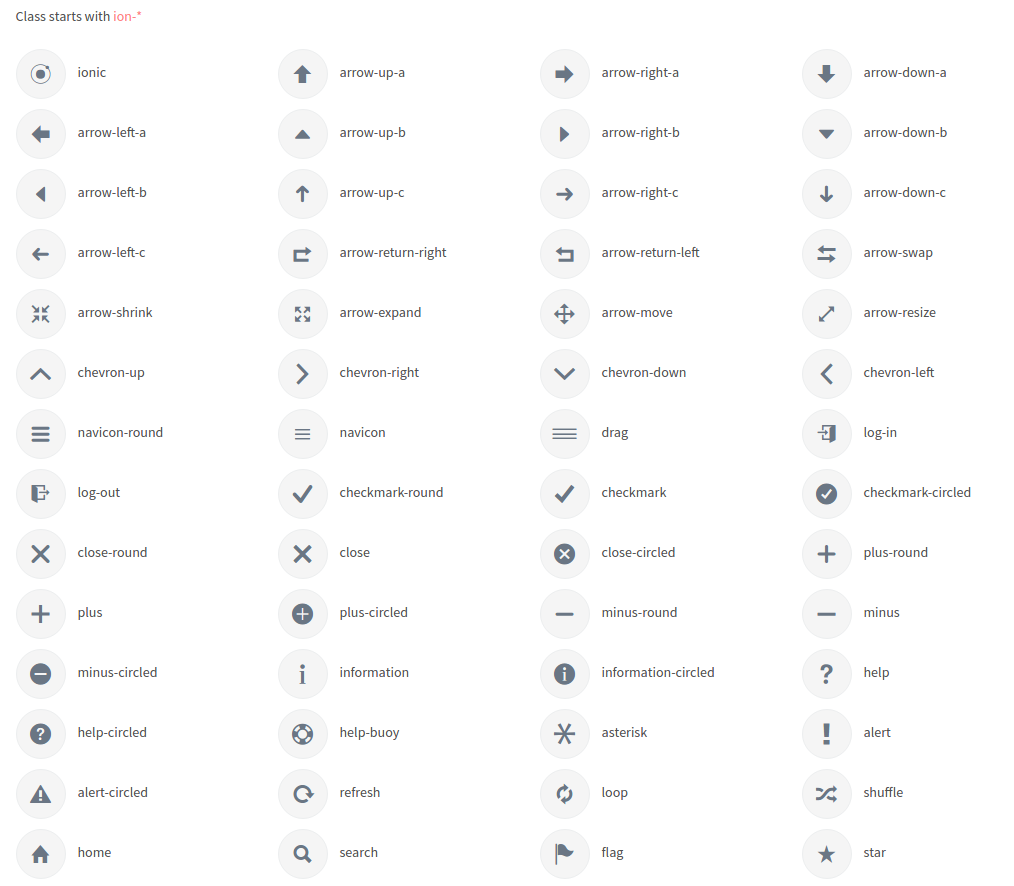 Class starts with ion-*
ionic
arrow-up-a
arrow-right-a
arrow-down-a
arrow-left-a
arrow-up-b
arrow-right-b
arrow-down-b
arrow-left-b
arrow-up-c
arrow-right-c
arrow-down-c
arrow-left-c
arrow-return-right
arrow-return-left
arrow-swap
arrow-shrink
arrow-expand
arrow-move
arrow-resize
chevron-up
chevron-right
chevron-down
chevron-left
navicon-round
navicon
drag
log-in
log-out
checkmark-round
checkmark
checkmark-circled
close-round
close
close-circled
plus-round
plus
plus-circled
minus-round
minus
minus-circled
information
information-circled
help
help-circled
help-buoy
asterisk
alert
alert-circled
refresh
loop
shuffle
home
search
flag
star